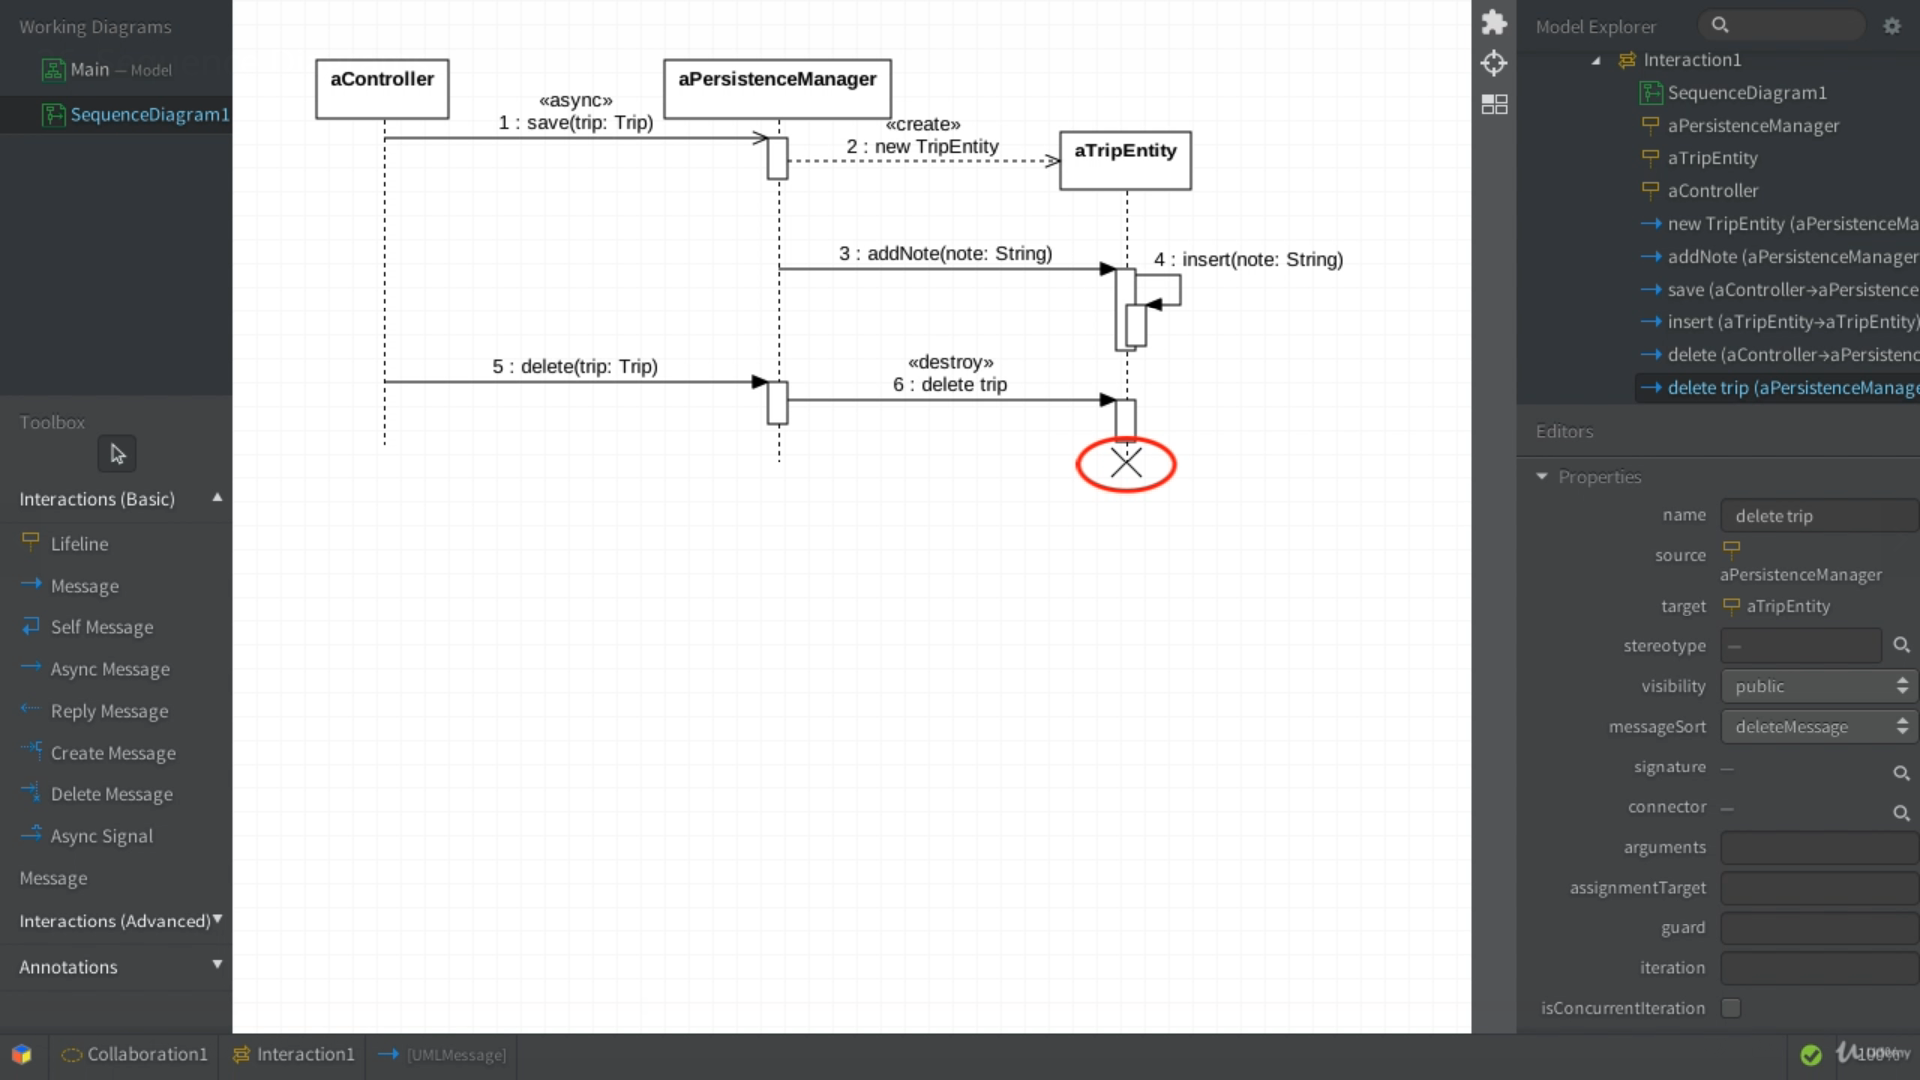 Working Diagrams
Main — Model
SequenceDiagram1
Toolbox
Interactions (Basic)
Lifeline
Message
Self Message
Async Message
Reply Message
Create Message
Delete Message
Async Signal
Message
Interactions (Advanced)
Annotations
aController
aPersistenceManager
«async»
1 : save(trip: Trip)
«create»
2 : new TripEntity
aTripEntity
3 : addNote(note: String)
4 : insert(note: String)
5 : delete(trip: Trip)
«destroy»
6 : delete trip
Model Explorer
Interaction1
SequenceDiagram1
aPersistenceManager
aTripEntity
aController
new TripEntity (aPersistenceMa
addNote (aPersistenceManager
save (aController→aPersistence
insert (aTripEntity→aTripEntity)
delete (aController→aPersistenc
delete trip (aPersistenceManage
Editors
Properties
name delete trip
source
aPersistenceManager
target aTripEntity
stereotype —
visibility public
messageSort deleteMessage
signature —
connector —
arguments
assignmentTarget
guard
iteration
isConcurrentIteration
Collaboration1 Interaction1 [UMLMessage]